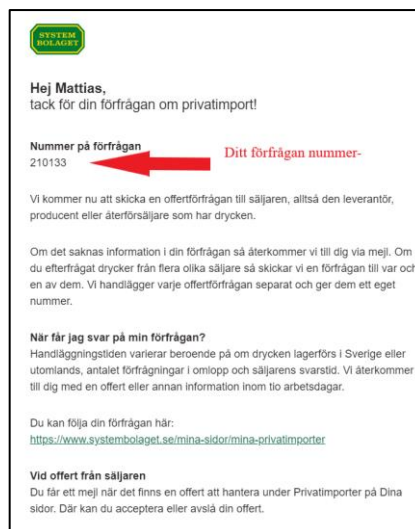 SYSTEM
BOLAGET
Hej Mattias,
tack för din förfrågan om privatimport!
Nummer på förfrågan
210133
Ditt förfrågan nummer-
Vi kommer nu att skicka en offertförfrågan till säljaren, alltså den leverantör,
producent eller återförsäljare som har drycken.
Om det saknas information i din förfrågan så återkommer vi till dig via mejl. Om
du efterfrågat drycker från flera olika säljare så skickar vi en förfrågan till var och
en av dem. Vi handlägger varje offertförfrågan separat och ger dem ett eget
nummer.
När får jag svar på min förfrågan?
Handläggningstiden varierar beroende på om drycken lagerförs i Sverige eller
utomlands, antalet förfrågningar i omlopp och säljarens svarstid. Vi återkommer
till dig med en offert eller annan information inom tio arbetsdagar.
Du kan följa din förfrågan här:
https://www.systembolaget.se/mina-sidor/mina-privatimporter
Vid offert från säljaren
Du får ett mejl när det finns en offert att hantera under Privatimporter på Dina
sidor. Där kan du acceptera eller avslå din offert.